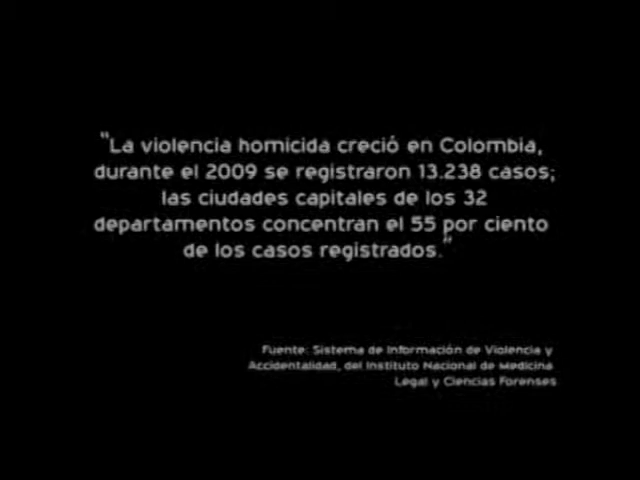 "La violencia homicida creció en Colombia,
durante el 2009 se registraron 13.238 casos;
las ciudades capitales de los 32
departamentos concentran el 55 por ciento
de los casos registrados."
Fuente: Sistema de Información de Violencia y
Accidentalidad, del Instituto Nacional de Medicina
Legal y Ciencias Forenses